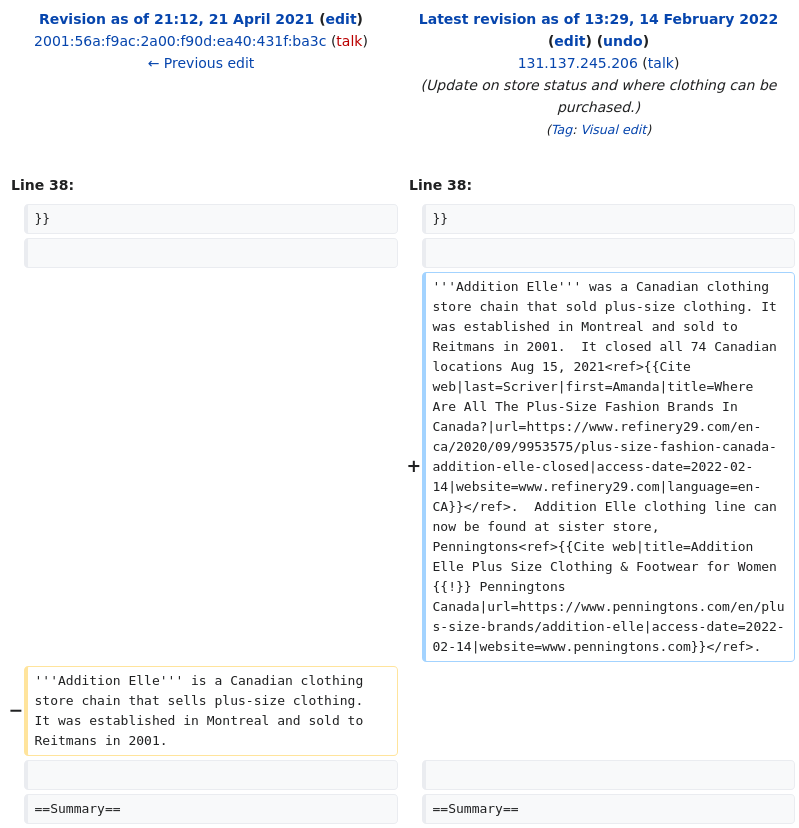 Revision as of 21:12, 21 April 2021 (edit)
2001:56a:f9ac:2a00:f90d:ea40:431f:ba3c (talk)
← Previous edit
Latest revision as of 13:29, 14 February 2022
(edit) (undo)
131.137.245.206 (talk)
(Update on store status and where clothing can be
purchased.)
(Tag: Visual edit)
Line 38:
Line 38:
}}
}}
+
'''Addition Elle''' was a Canadian clothing
store chain that sold plus-size clothing. It
was established in Montreal and sold to
Reitmans in 2001.  It closed all 74 Canadian
locations Aug 15, 2021<ref>{{Cite
web|last=Scriver|first=Amanda|title=Where
Are All The Plus-Size Fashion Brands In
Canada?|url=https://www.refinery29.com/en-
ca/2020/09/9953575/plus-size-fashion-canada-
addition-elle-closed|access-date=2022-02-
14|website=www.refinery29.com|language=en-
CA}}</ref>.  Addition Elle clothing line can
now be found at sister store,
Penningtons<ref>{{Cite web|title=Addition
Elle Plus Size Clothing & Footwear for Women
{{!}} Penningtons
Canada|url=https://www.penningtons.com/en/plu
s-size-brands/addition-elle|access-date=2022-
02-14|website=www.penningtons.com}}</ref>.
−
'''Addition Elle''' is a Canadian clothing
store chain that sells plus-size clothing.
It was established in Montreal and sold to
Reitmans in 2001.
==Summary==
==Summary==